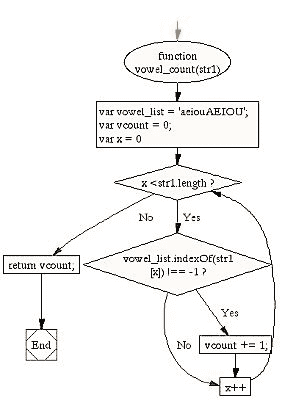 function
vowel_count(str1)
var vowel_list = 'aeiouAEIOU';
var vcount = 0;
var x = 0
x <str1.length ?
No
Yes
return vcount;
vowel_list.indexOf(str1
[x]) !== -1 ?
Yes
End
No
vcount += 1;
x++